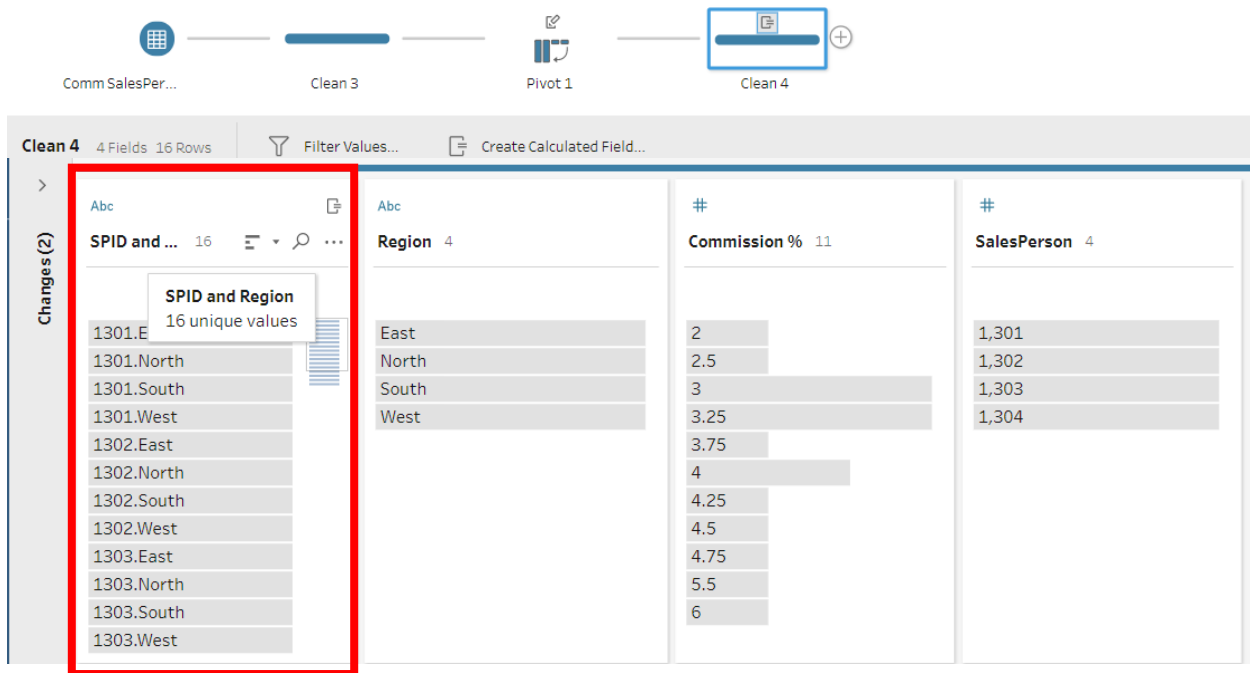 Comm SalesPer...
Clean 3
Pivot 1
Clean 4
Clean 4 4 Fields 16 Rows Filter Values... Create Calculated Field...
Changes (2)
Abc
SPID and ... 16
SPID and Region
16 unique values
1301.E
1301.North
1301.South
1301.West
1302.East
1302.North
1302.South
1302.West
1303.East
1303.North
1303.South
1303.West
Abc
Region 4
East
North
South
West
#
Commission % 11
2
2.5
3
3.25
3.75
4
4.25
4.5
4.75
5.5
6
#
SalesPerson 4
1,301
1,302
1,303
1,304